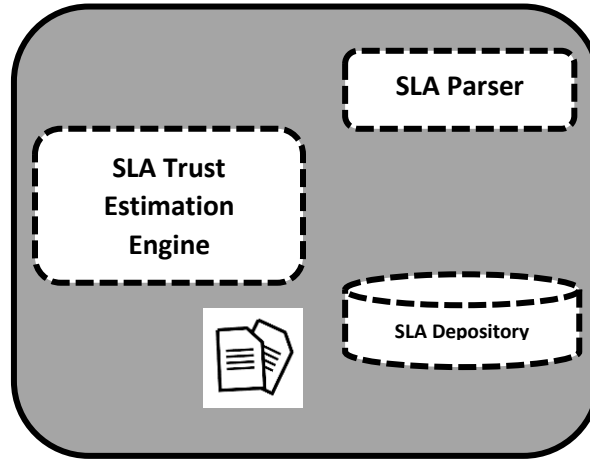 SLA Parser
SLA Trust
Estimation
Engine
SLA Depository